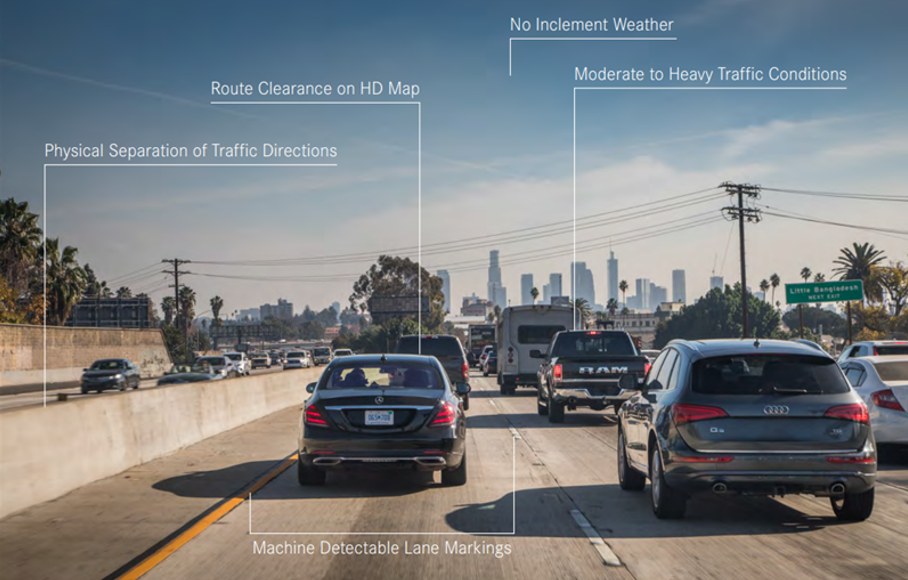 No Inclement Weather
Moderate to Heavy Traffic Conditions
Route Clearance on HD Map
Physical Separation of Traffic Directions
Little Bangladesh
NEXT EXIT
RAM
Machine Detectable Lane Markings